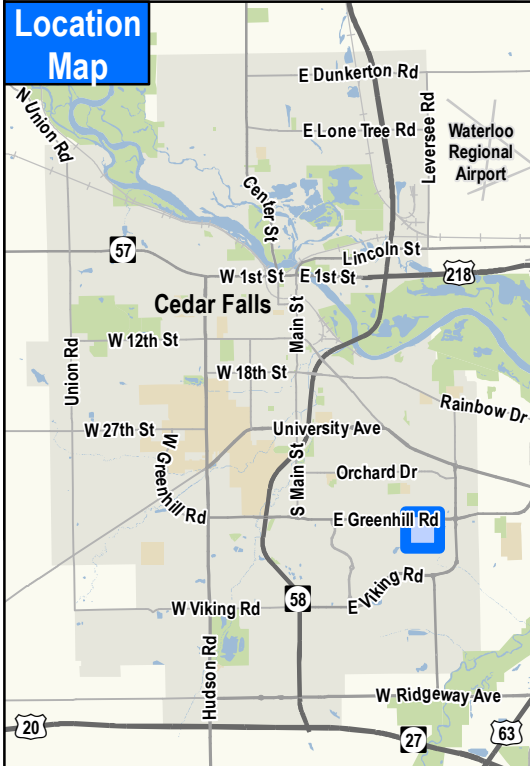 Location
Map
E Dunkerton Rd
N Union Rd
E Lone Tree Rd
Leversee Rd
Waterloo
Regional
Airport
Center St
57
Lincoln St
W 1st St
E 1st St
218
Cedar Falls
Main St
W 12th St
Union Rd
W 18th St
Rainbow Dr
W 27th St
University Ave
W Greenhill Rd
S Main St
Orchard Dr
E Greenhill Rd
E Viking Rd
58
W Viking Rd
Hudson Rd
W Ridgeway Ave
20
27
63